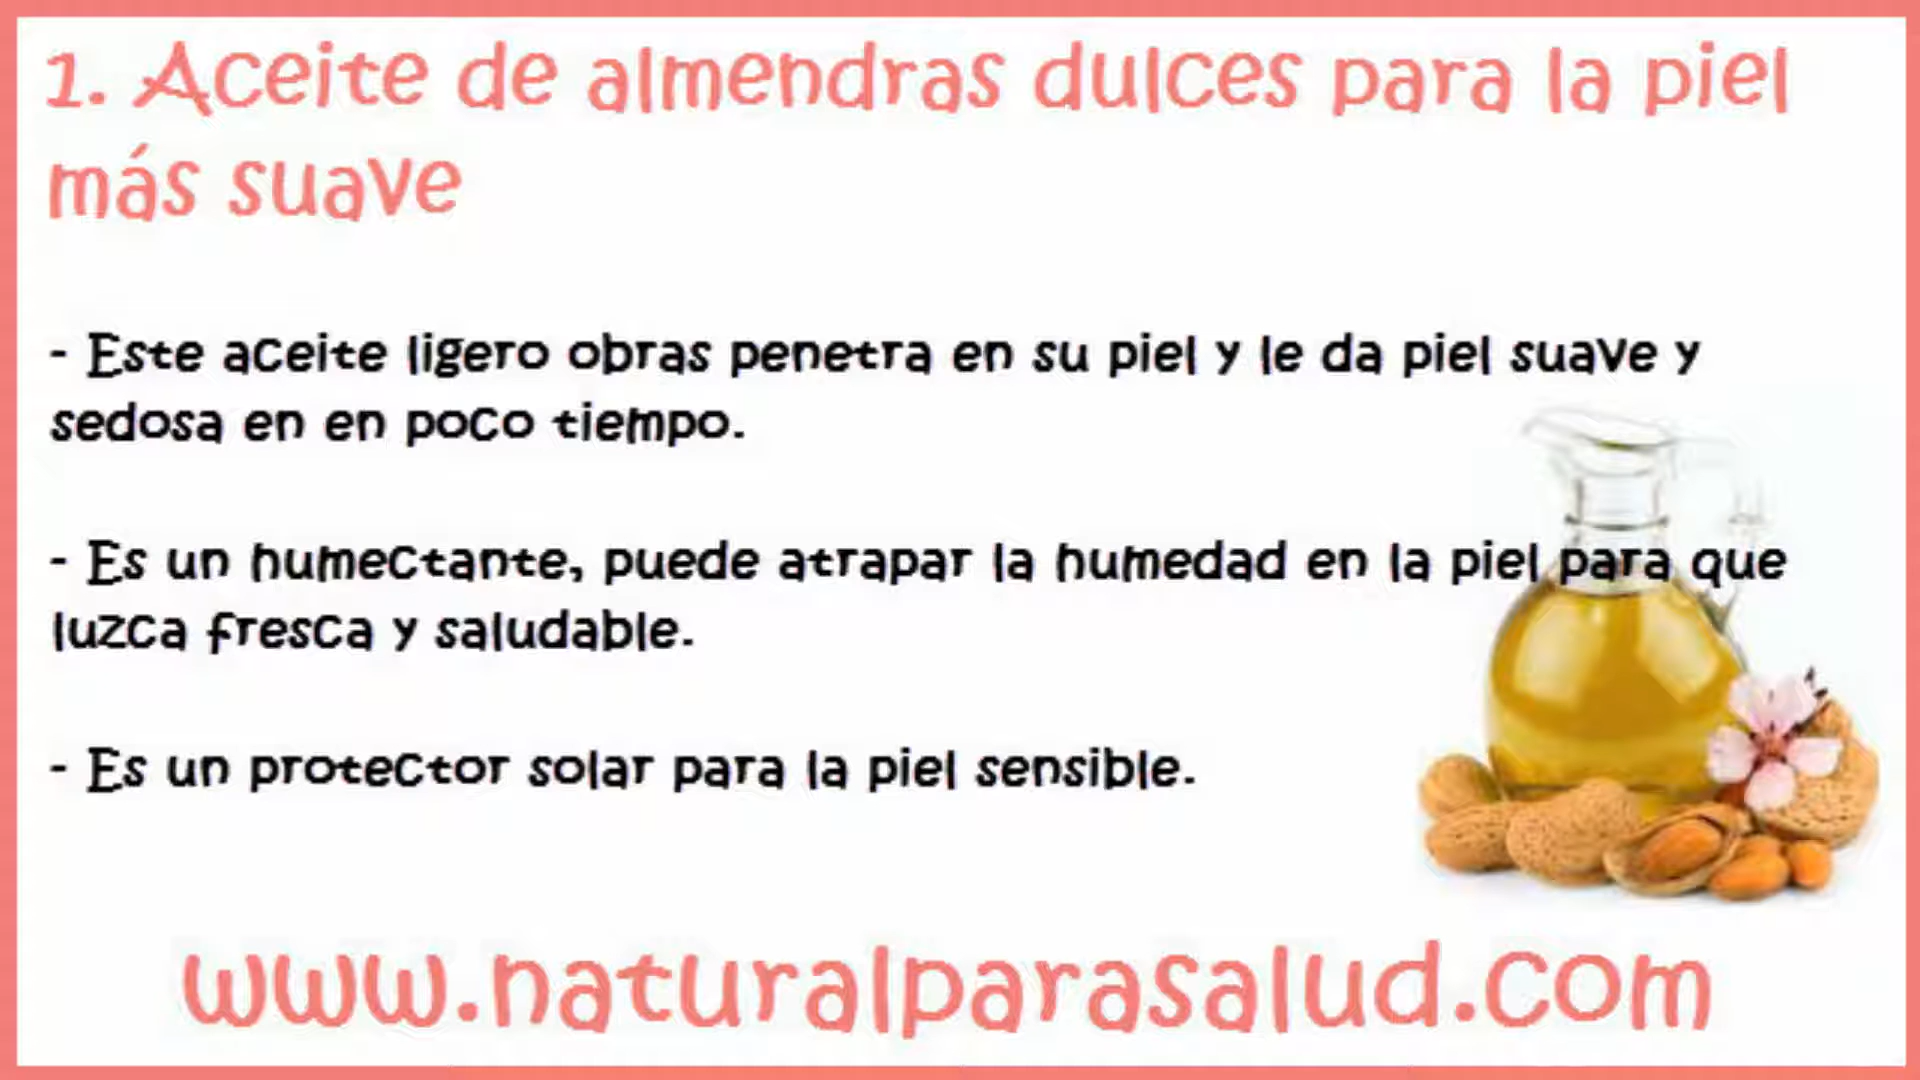 1. Aceite de almendras dulces para la piel
más suave
- Este aceite ligero obras penetra en su piel y le da piel suave y
sedosa en en poco tiempo.
- Es un humectante, puede atrapar la humedad en la piel para que
luzca fresca y saludable.
- Es un protector solar para la piel sensible.
www.naturalparasalud.com